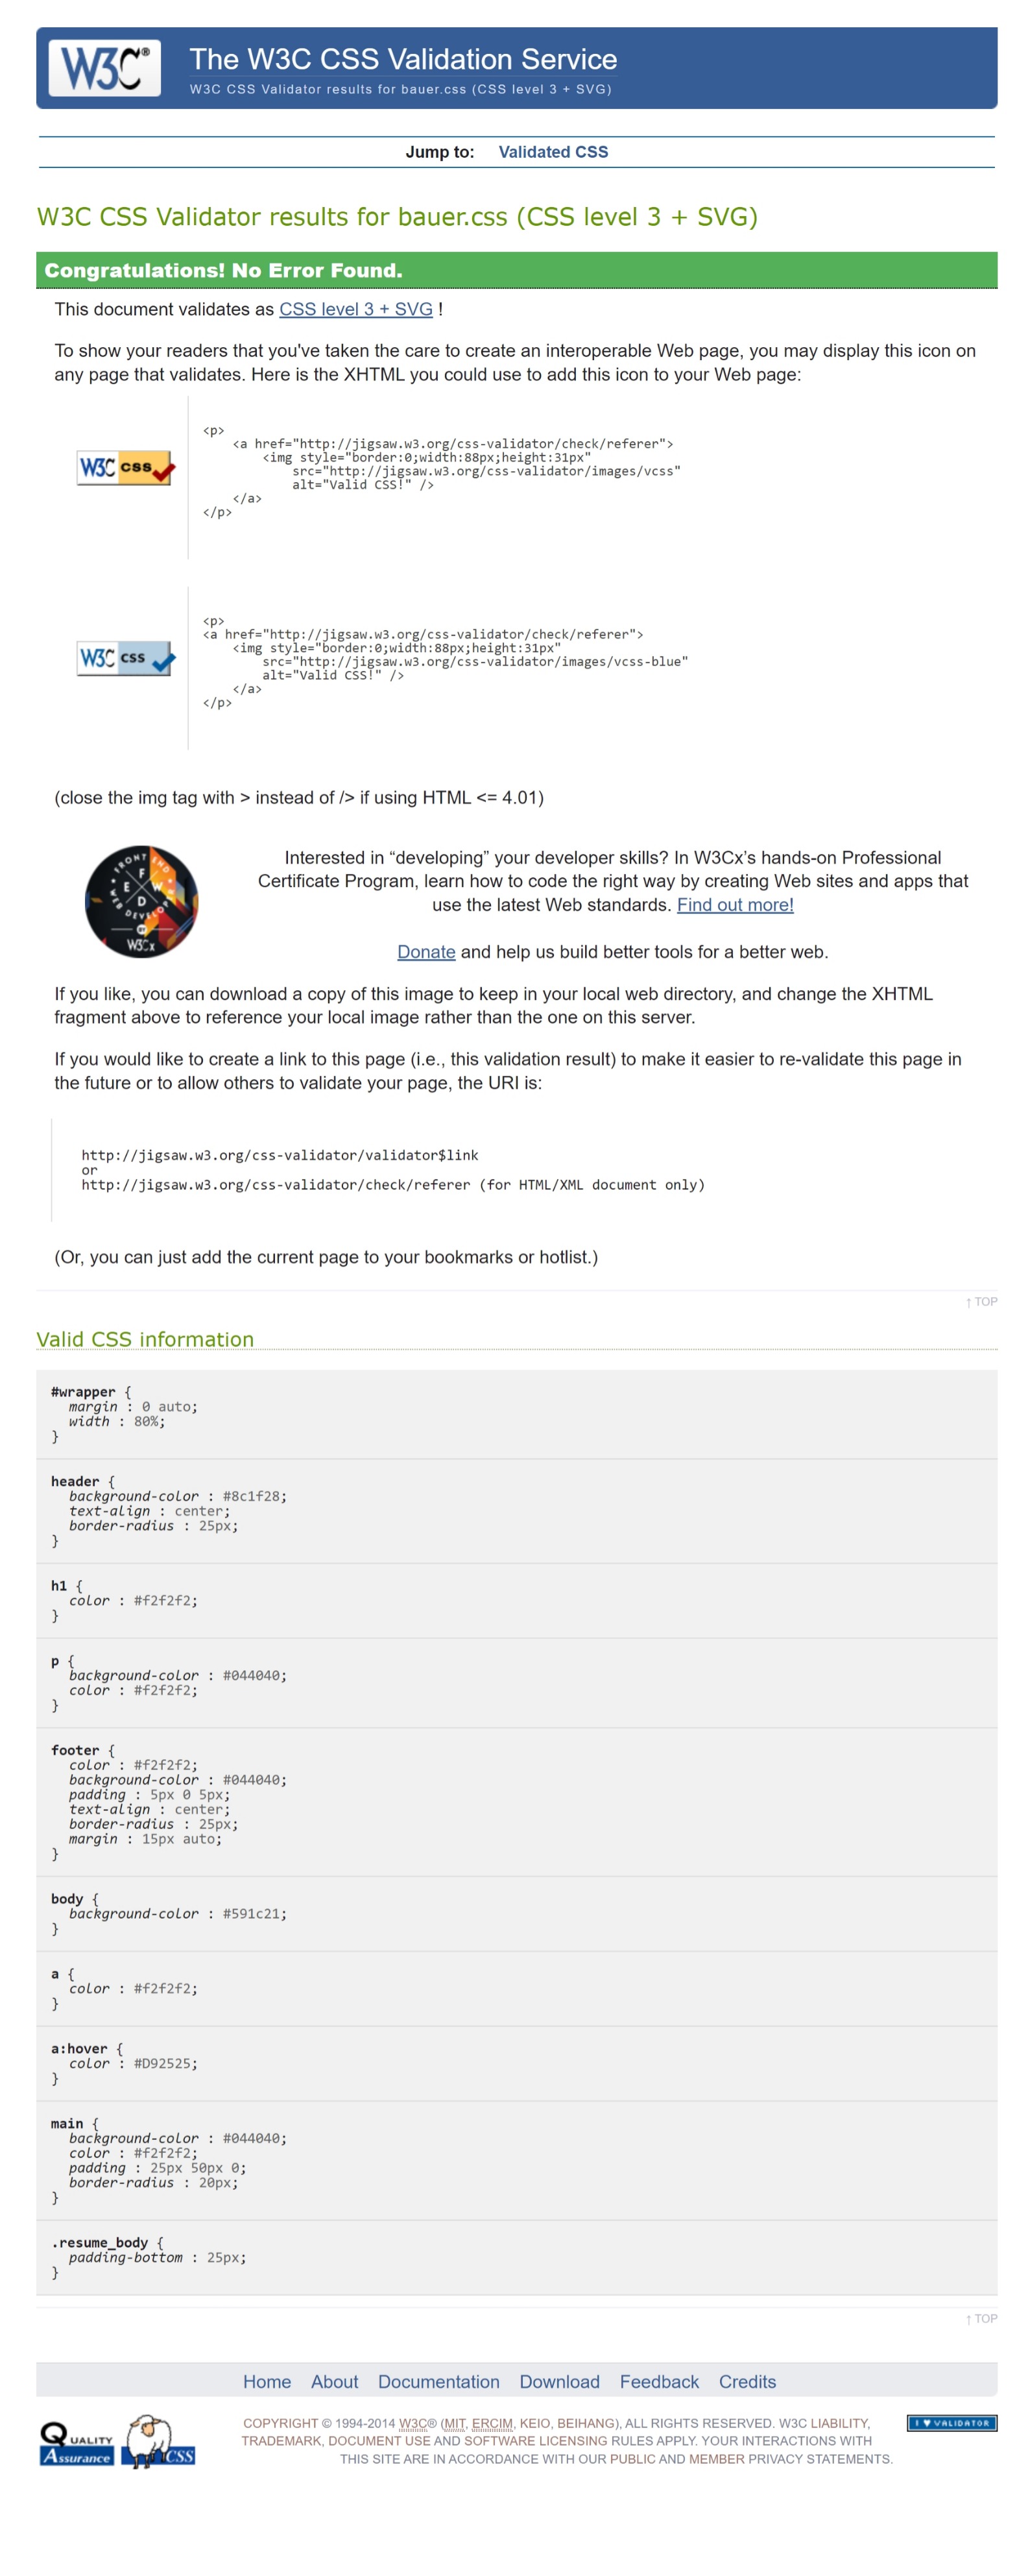 W3C®
The W3C CSS Validation Service
W3C CSS Validator results for bauer.css (CSS level 3 + SVG)
Jump to: Validated CSS
W3C CSS Validator results for bauer.css (CSS level 3 + SVG)
Congratulations! No Error Found.
This document validates as CSS level 3 + SVG !
To show your readers that you've taken the care to create an interoperable Web page, you may display this icon on
any page that validates. Here is the XHTML you could use to add this icon to your Web page:
W3C css
<p>
    <a href="http://jigsaw.w3.org/css-validator/check/referer">
        <img style="border:0;width:88px;height:31px"
            src="http://jigsaw.w3.org/css-validator/images/vcss"
            alt="Valid CSS!" />
    </a>
</p>
W3C css
<p>
<a href="http://jigsaw.w3.org/css-validator/check/referer">
    <img style="border:0;width:88px;height:31px"
        src="http://jigsaw.w3.org/css-validator/images/vcss-blue"
        alt="Valid CSS!" />
    </a>
</p>
(close the img tag with > instead of /> if using HTML <= 4.01)
FRONT END
F E W D
WEB DEVELOPER
BY
W3Cx
Interested in “developing” your developer skills? In W3Cx’s hands-on Professional
Certificate Program, learn how to code the right way by creating Web sites and apps that
use the latest Web standards. Find out more!
Donate and help us build better tools for a better web.
If you like, you can download a copy of this image to keep in your local web directory, and change the XHTML
fragment above to reference your local image rather than the one on this server.
If you would like to create a link to this page (i.e., this validation result) to make it easier to re-validate this page in
the future or to allow others to validate your page, the URI is:
http://jigsaw.w3.org/css-validator/validator$link
or
http://jigsaw.w3.org/css-validator/check/referer (for HTML/XML document only)
(Or, you can just add the current page to your bookmarks or hotlist.)
↑ TOP
Valid CSS information
#wrapper {
  margin : 0 auto;
  width : 80%;
}
header {
  background-color : #8c1f28;
  text-align : center;
  border-radius : 25px;
}
h1 {
  color : #f2f2f2;
}
p {
  background-color : #044040;
  color : #f2f2f2;
}
footer {
  color : #f2f2f2;
  background-color : #044040;
  padding : 5px 0 5px;
  text-align : center;
  border-radius : 25px;
  margin : 15px auto;
}
body {
  background-color : #591c21;
}
a {
  color : #f2f2f2;
}
a:hover {
  color : #D92525;
}
main {
  background-color : #044040;
  color : #f2f2f2;
  padding : 25px 50px 0;
  border-radius : 20px;
}
.resume_body {
  padding-bottom : 25px;
}
↑ TOP
Home About Documentation Download Feedback Credits
QUALITY
Assurance
CSS
COPYRIGHT © 1994-2014 W3C® (MIT, ERCIM, KEIO, BEIHANG), ALL RIGHTS RESERVED. W3C LIABILITY,
TRADEMARK, DOCUMENT USE AND SOFTWARE LICENSING RULES APPLY. YOUR INTERACTIONS WITH
THIS SITE ARE IN ACCORDANCE WITH OUR PUBLIC AND MEMBER PRIVACY STATEMENTS.
I ♥ VALIDATOR